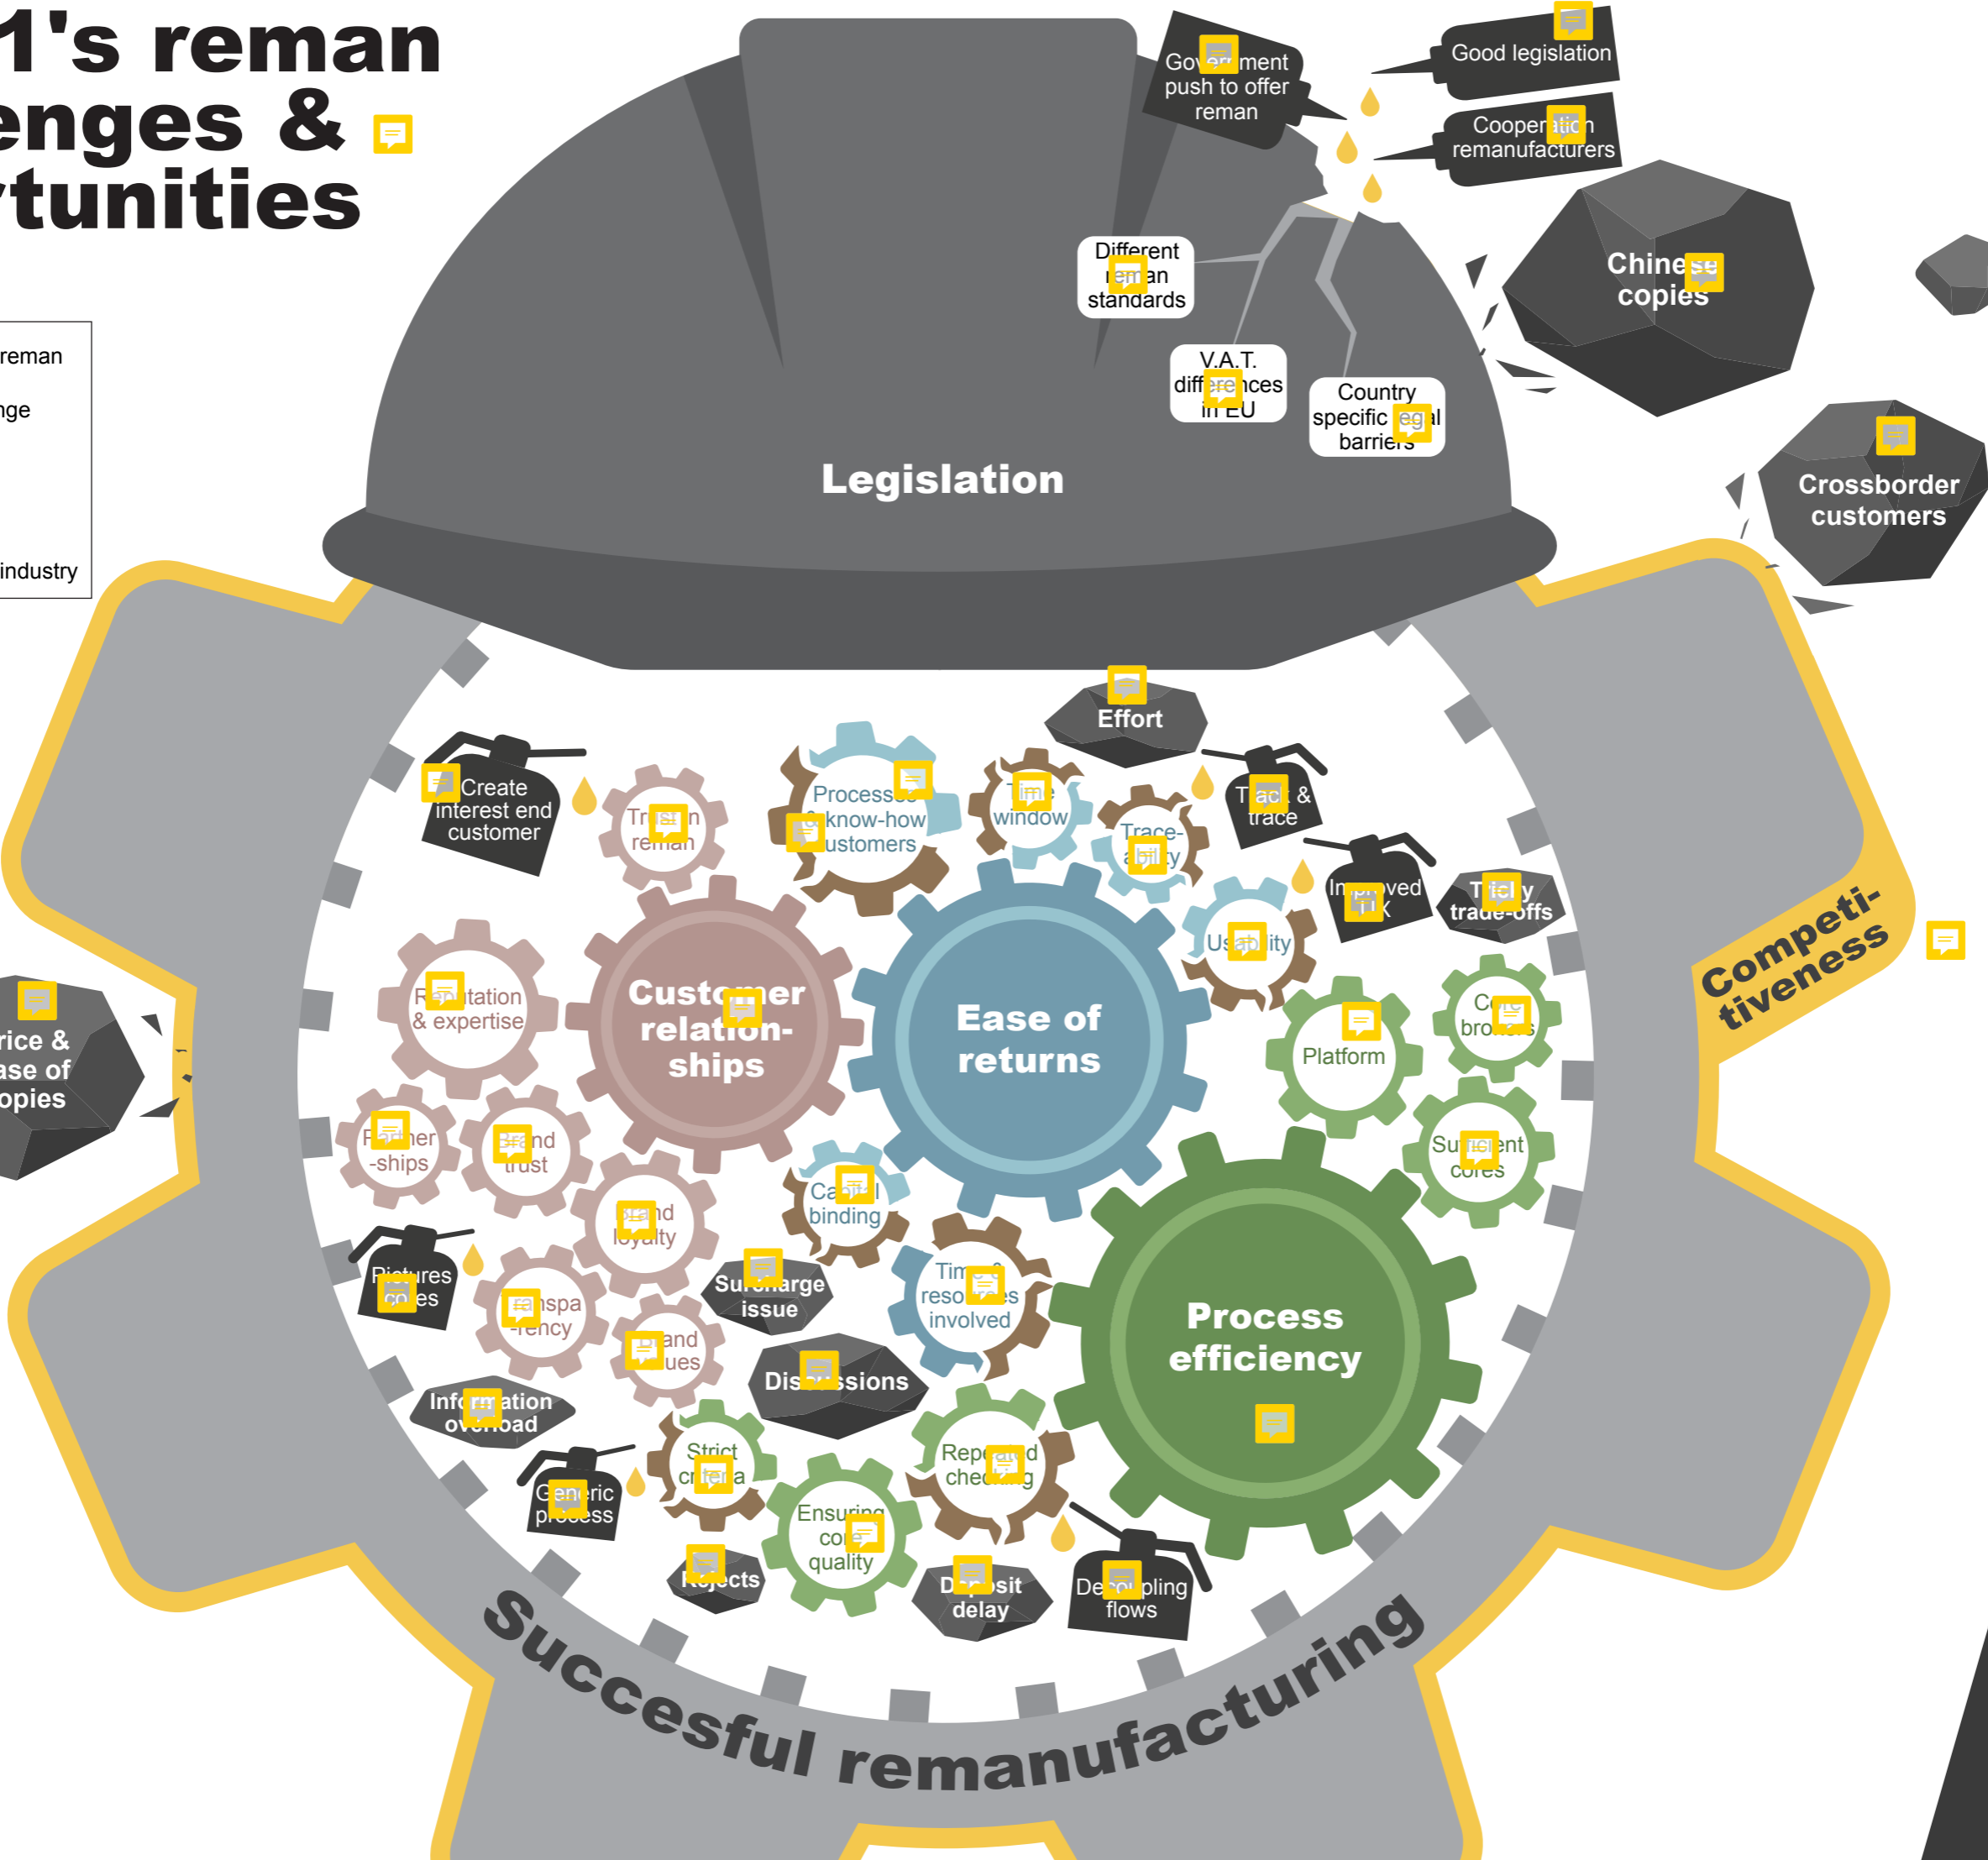 1's reman
enges &
rtunities
reman
nge
industry
Government
push to offer
reman
Good legislation
Cooperation
remanufacturers
Chinese
copies
Different
reman
standards
V.A.T.
differences
in EU
Country
specific legal
barriers
Legislation
Crossborder
customers
Effort
Create
interest end
customer
Trust in
reman
Processes
& know-how
customers
Time
window
Trace-
ability
Track &
trace
Improved
UX
Tricky
trade-offs
Usability
Competi-
tiveness
Reputation
& expertise
Customer
relation-
ships
Ease of
returns
Platform
Core
brokers
rice &
ase of
opies
Partner
-ships
Brand
trust
Sufficient
cores
Capital
binding
Brand
loyalty
Pictures
cores
Transpa
-rency
Surcharge
issue
Time &
resources
involved
Process
efficiency
Brand
values
Discussions
Information
overload
Strict
criteria
Repeated
checking
Generic
process
Ensuring
core
quality
Rejects
Deposit
delay
Decoupling
flows
Succesful remanufacturing